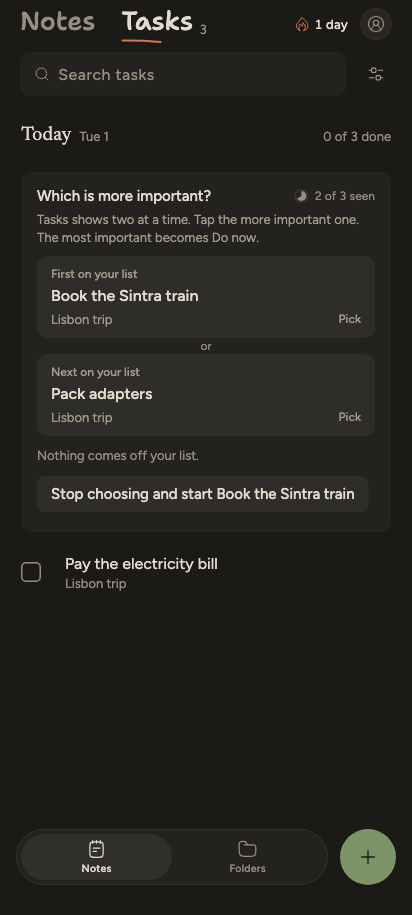 Notes Tasks 3 1 day
Search tasks
Today Tue 1 0 of 3 done
Which is more important? 2 of 3 seen
Tasks shows two at a time. Tap the more important one.
The most important becomes Do now.
First on your list
Book the Sintra train
Lisbon trip Pick
or
Next on your list
Pack adapters
Lisbon trip Pick
Nothing comes off your list.
Stop choosing and start Book the Sintra train
Pay the electricity bill
Lisbon trip
Notes Folders